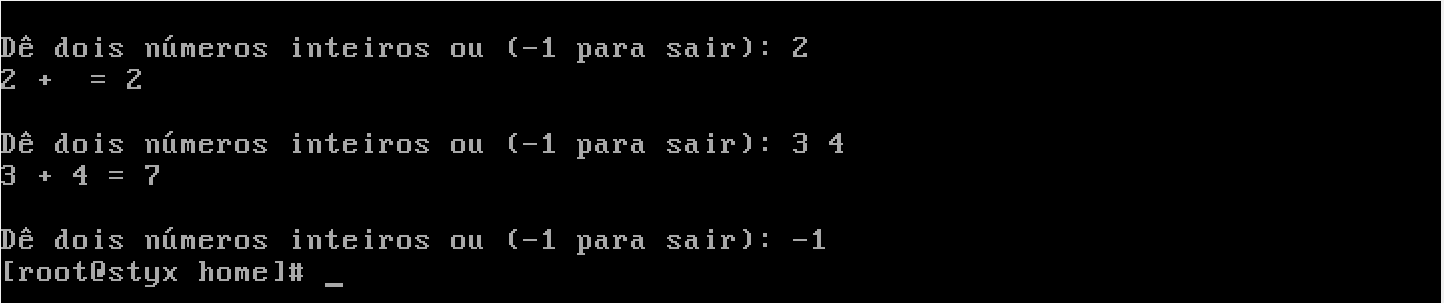 Dê dois números inteiros ou (-1 para sair): 2
2 +  = 2
Dê dois números inteiros ou (-1 para sair): 3 4
3 + 4 = 7
Dê dois números inteiros ou (-1 para sair): -1
[root@styx home]# _